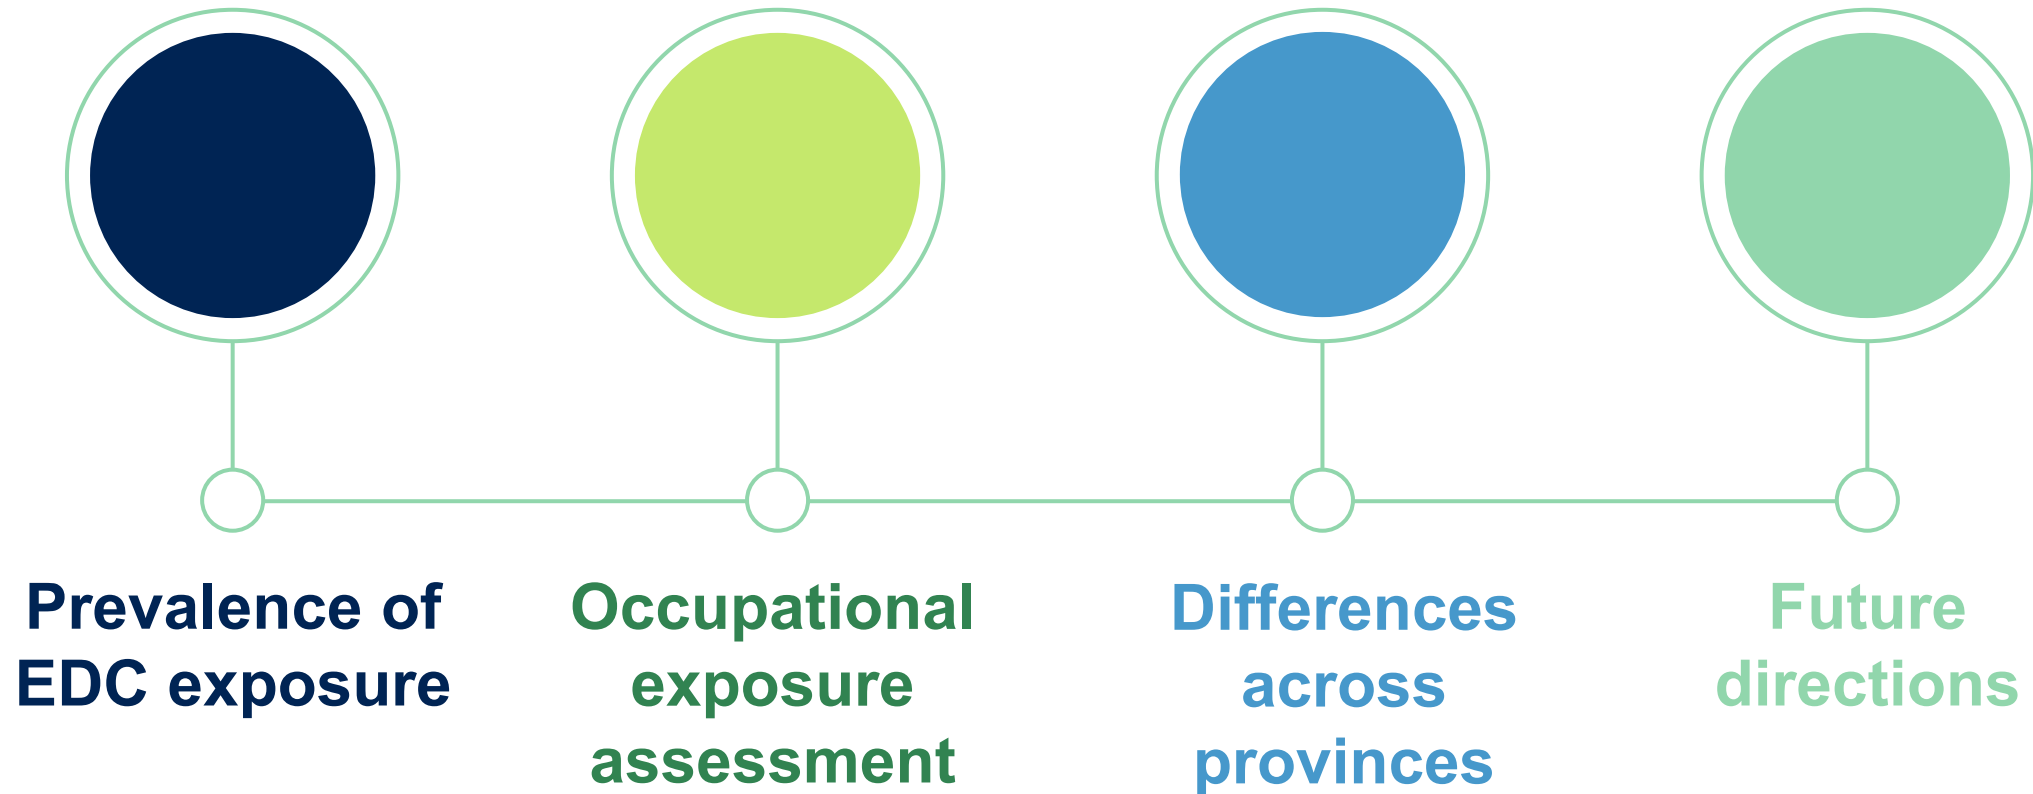 Prevalence of
EDC exposure
Occupational
exposure
assessment
Differences
across
provinces
Future
directions